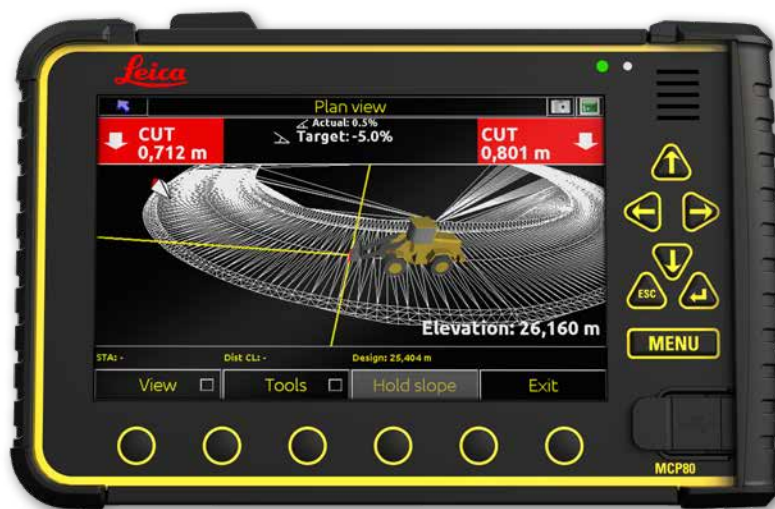 Leica
Plan view
CUT
0,712 m
Actual: 0.5%
Target: -5.0%
CUT
0,801 m
Elevation: 26,160 m
STA: -
Dist CL: -
Design: 25,404 m
View
Tools
Hold slope
Exit
ESC
MENU
MCP80